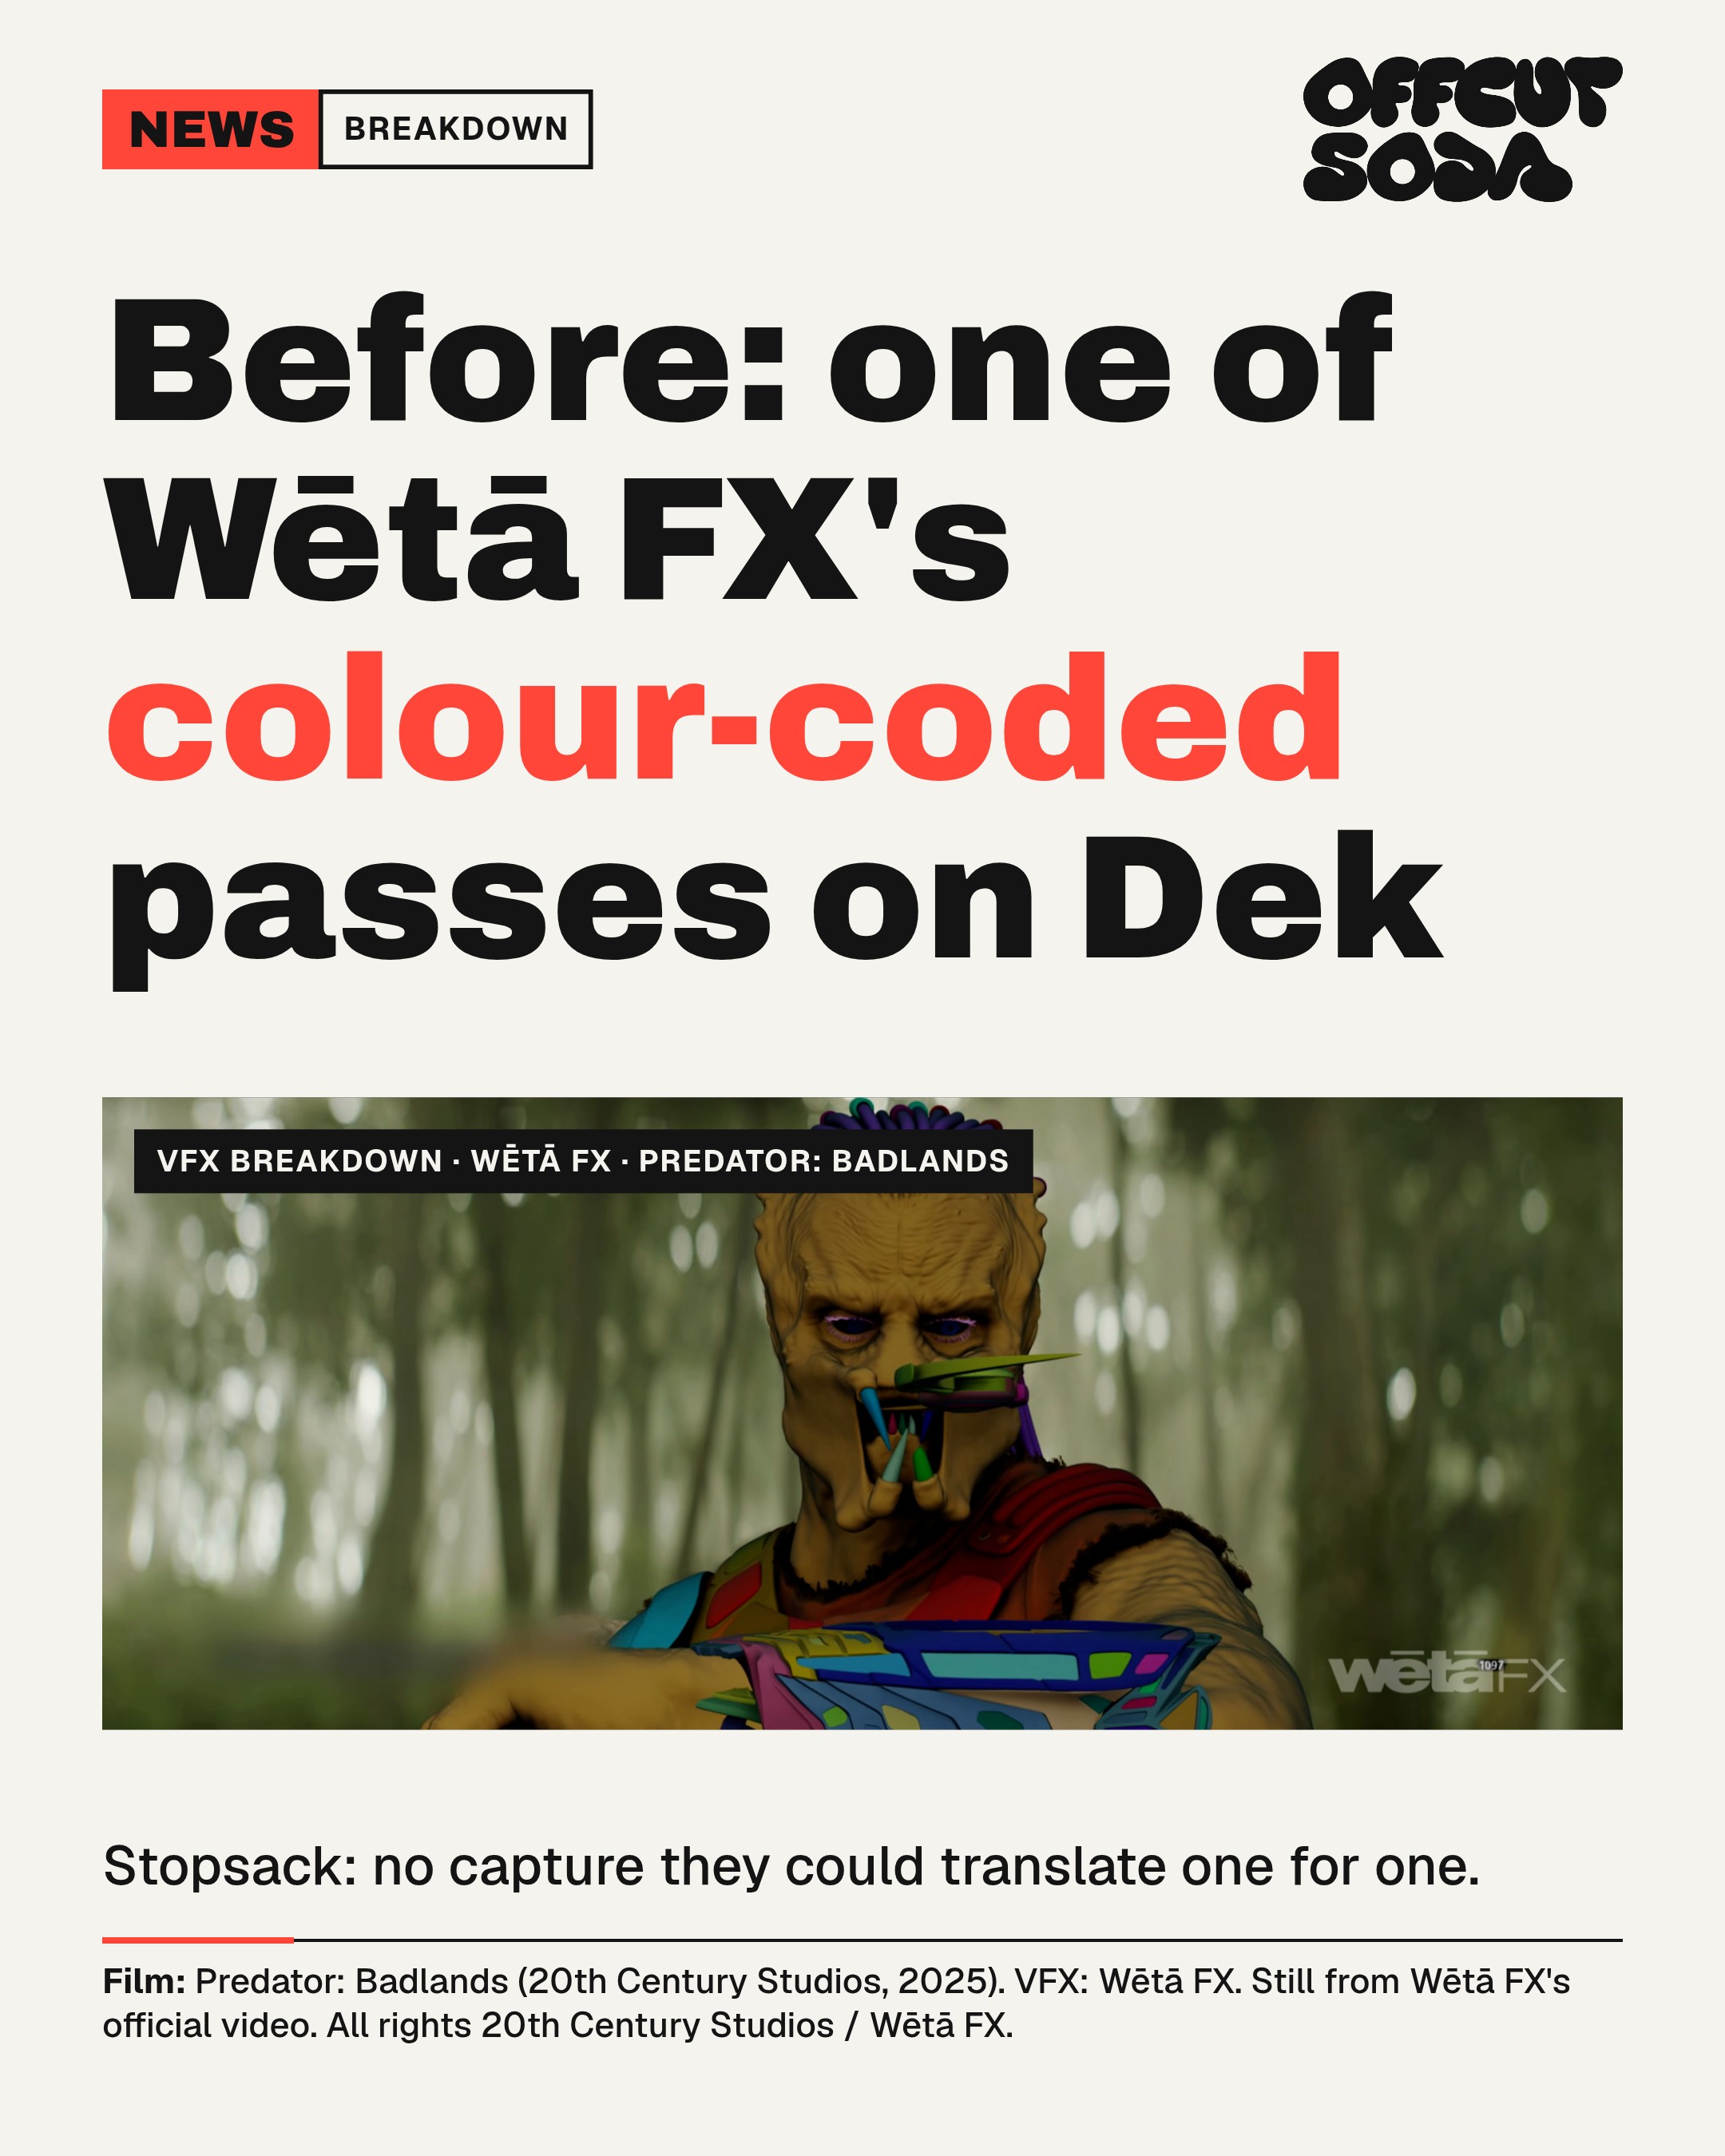 NEWS
BREAKDOWN
OFFCUT
SODA
Before: one of
Wētā FX's
colour-coded
passes on Dek
VFX BREAKDOWN · WĒTĀ FX · PREDATOR: BADLANDS
wētāFX
1097
Stopsack: no capture they could translate one for one.
Film: Predator: Badlands (20th Century Studios, 2025). VFX: Wētā FX. Still from Wētā FX's
official video. All rights 20th Century Studios / Wētā FX.